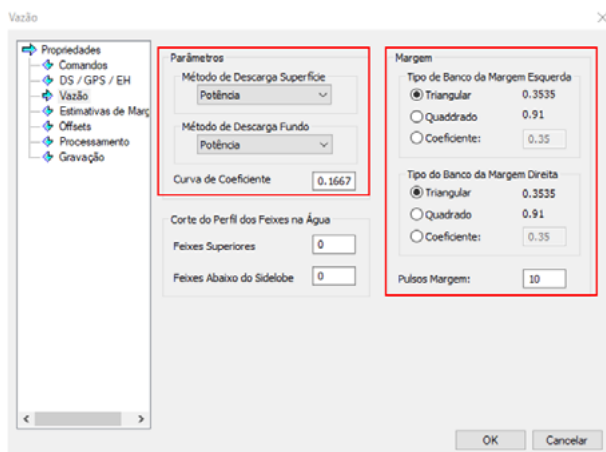 Vazão
Propriedades
Comandos
DS / GPS / EH
Vazão
Estimativas de Marg
Offsets
Processamento
Gravação
Parâmetros
Método de Descarga Superfície
Potência
Método de Descarga Fundo
Potência
Curva de Coeficiente 0.1667
Corte do Perfil dos Feixes na Água
Feixes Superiores 0
Feixes Abaixo do Sidelobe 0
Margem
Tipo de Banco da Margem Esquerda
Triangular 0.3535
Quaddrado 0.91
Coeficiente: 0.35
Tipo do Banco da Margem Direita
Triangular 0.3535
Quadrado 0.91
Coeficiente: 0.35
Pulsos Margem: 10
OK Cancelar